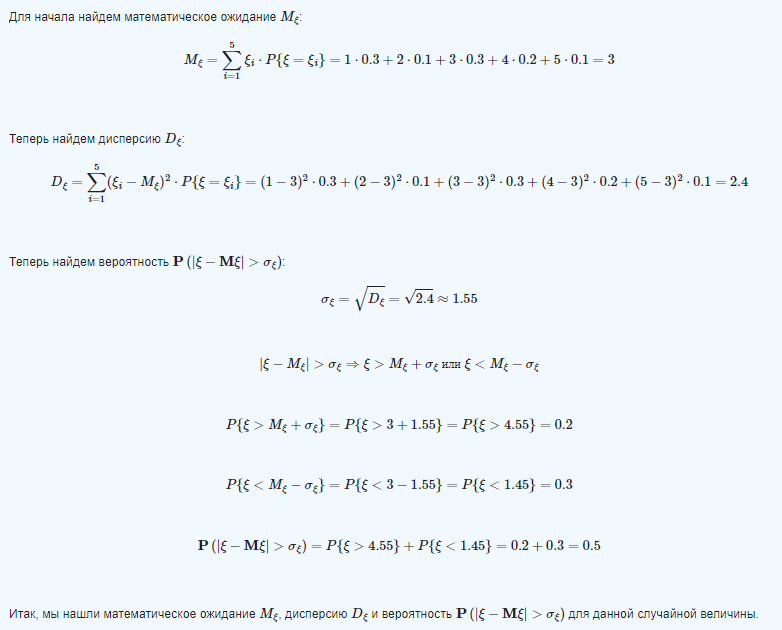 Для начала найдем математическое ожидание M_ξ:
M_ξ = ∑_{i=1}^{5} ξ_i · P{ξ = ξ_i} = 1 · 0.3 + 2 · 0.1 + 3 · 0.3 + 4 · 0.2 + 5 · 0.1 = 3
Теперь найдем дисперсию D_ξ:
D_ξ = ∑_{i=1}^{5} (ξ_i − M_ξ)² · P{ξ = ξ_i} = (1 − 3)² · 0.3 + (2 − 3)² · 0.1 + (3 − 3)² · 0.3 + (4 − 3)² · 0.2 + (5 − 3)² · 0.1 = 2.4
Теперь найдем вероятность P (|ξ − Mξ| > σ_ξ):
σ_ξ = √D_ξ = √2.4 ≈ 1.55
|ξ − M_ξ| > σ_ξ ⇒ ξ > M_ξ + σ_ξ или ξ < M_ξ − σ_ξ
P{ξ > M_ξ + σ_ξ} = P{ξ > 3 + 1.55} = P{ξ > 4.55} = 0.2
P{ξ < M_ξ − σ_ξ} = P{ξ < 3 − 1.55} = P{ξ < 1.45} = 0.3
P (|ξ − Mξ| > σ_ξ) = P{ξ > 4.55} + P{ξ < 1.45} = 0.2 + 0.3 = 0.5
Итак, мы нашли математическое ожидание M_ξ, дисперсию D_ξ и вероятность P (|ξ − Mξ| > σ_ξ) для данной случайной величины.